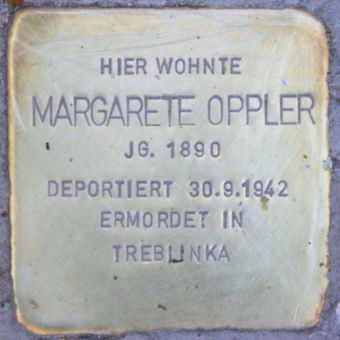 HIER WOHNTE
MARGARETE OPPLER
JG. 1890
DEPORTIERT 30.9.1942
ERMORDET IN
TREBLINKA